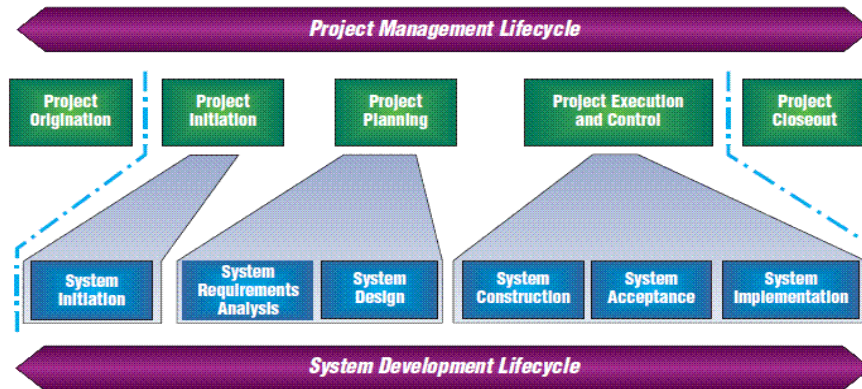 Project Management Lifecycle
Project
Origination
Project
Initiation
Project
Planning
Project Execution
and Control
Project
Closeout
System
Initiation
System
Requirements
Analysis
System
Design
System
Construction
System
Acceptance
System
Implementation
System Development Lifecycle